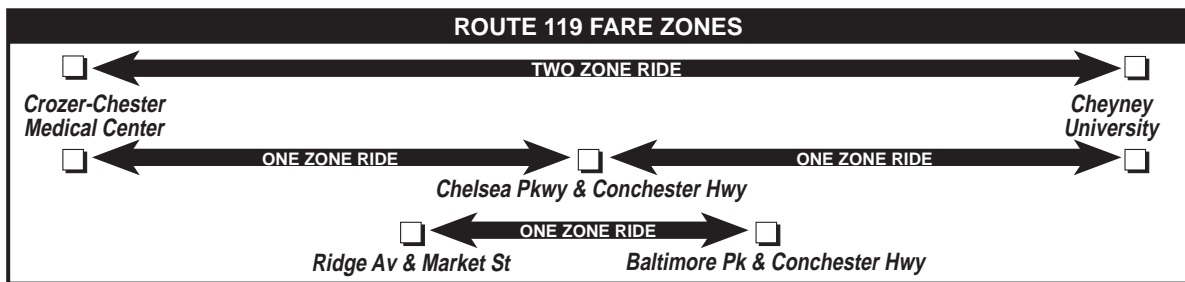 ROUTE 119 FARE ZONES
TWO ZONE RIDE
Crozer-Chester
Medical Center
Cheyney
University
ONE ZONE RIDE
ONE ZONE RIDE
Chelsea Pkwy & Conchester Hwy
ONE ZONE RIDE
Ridge Av & Market St
Baltimore Pk & Conchester Hwy